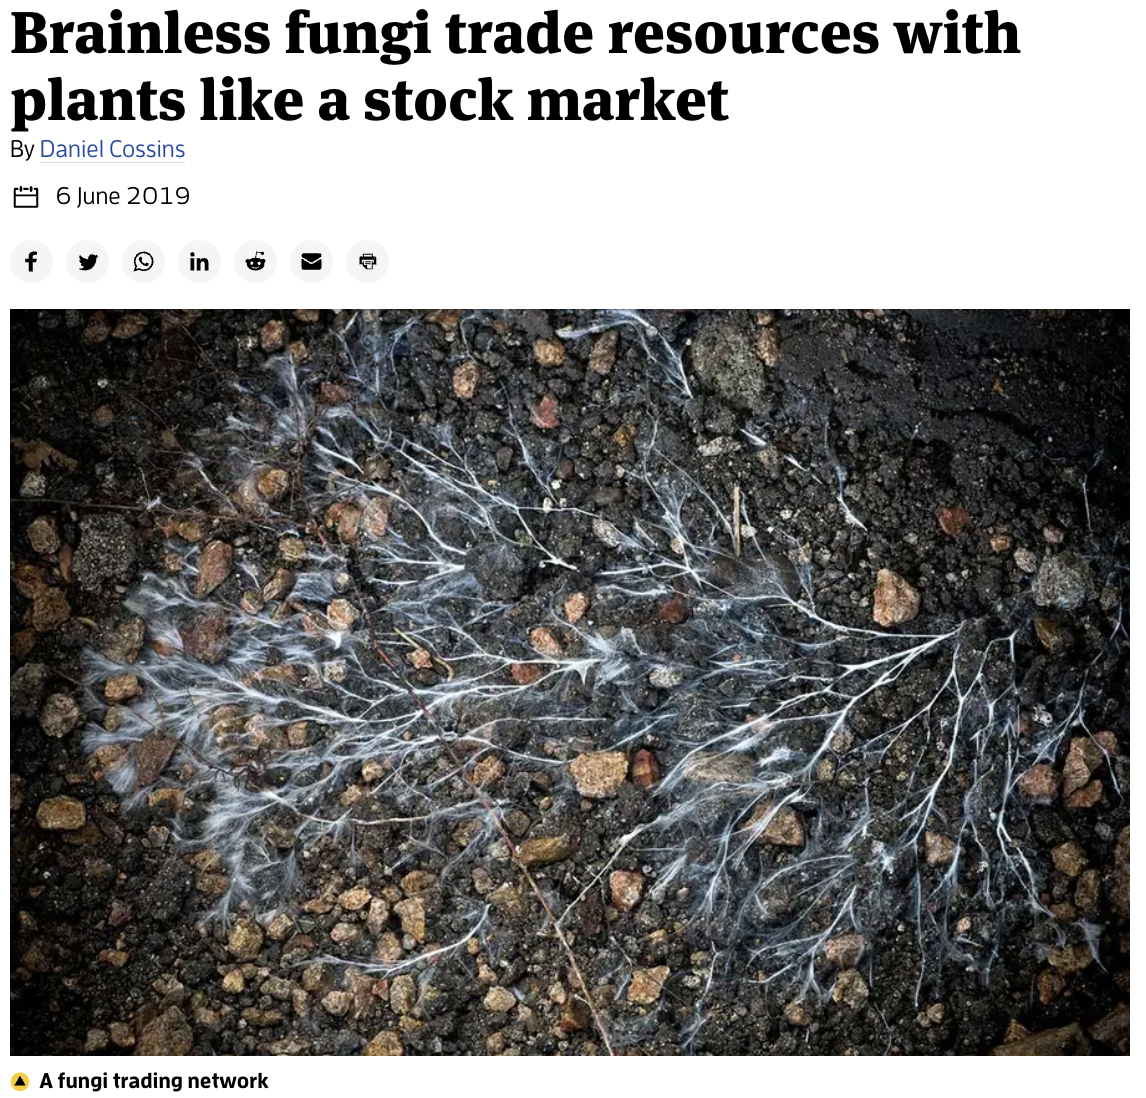 Brainless fungi trade resources with
plants like a stock market
By Daniel Cossins
6 June 2019
A fungi trading network